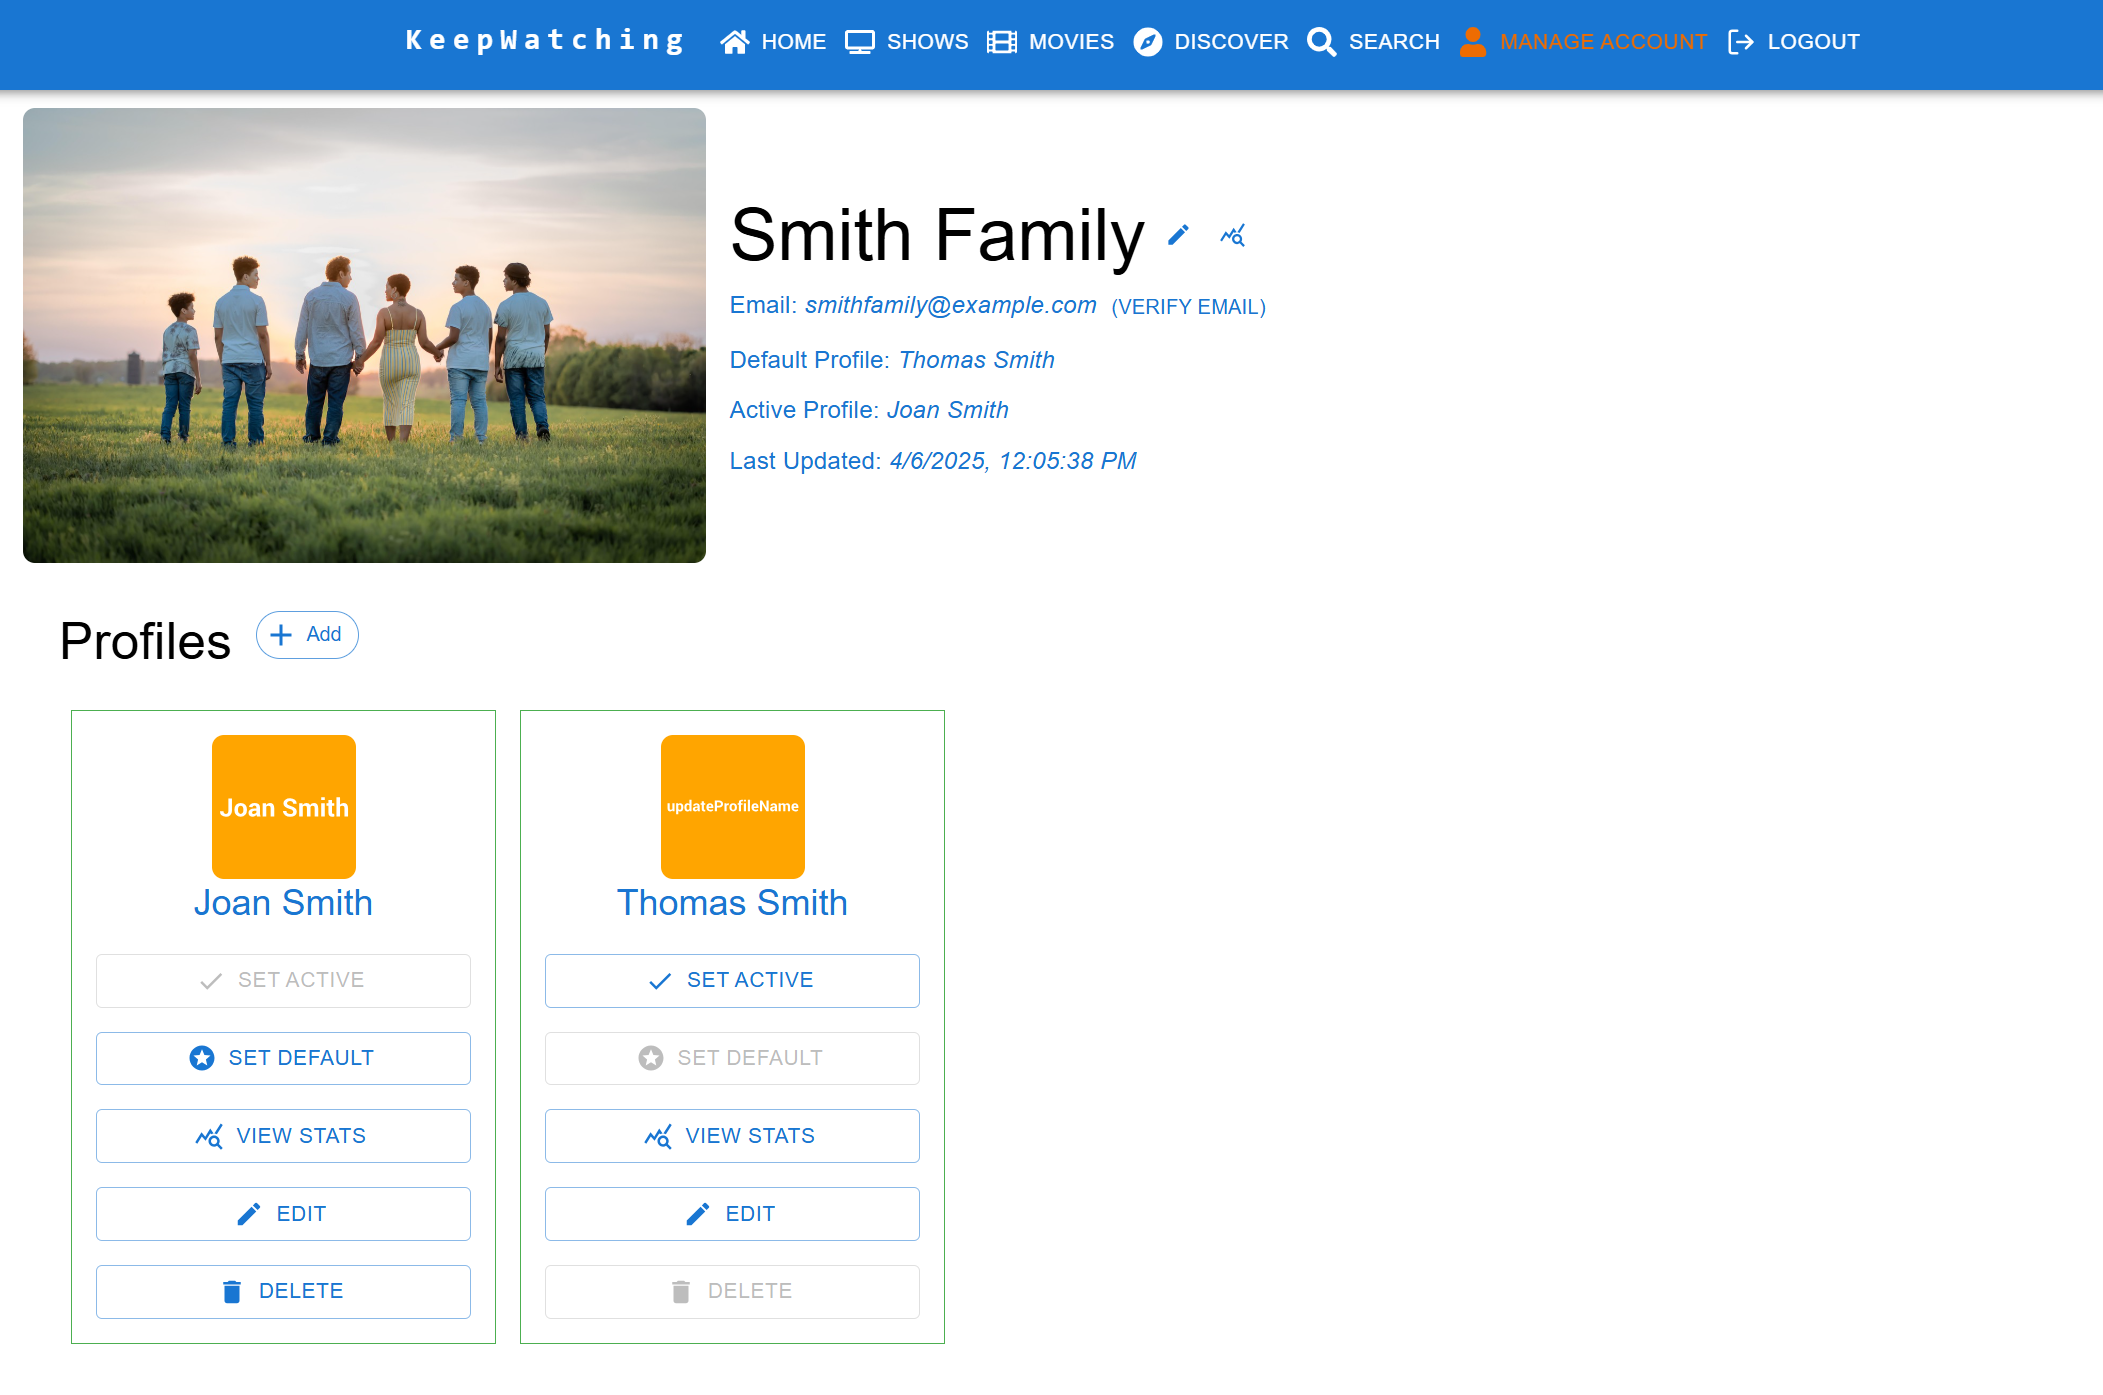 KeepWatching HOME SHOWS MOVIES DISCOVER SEARCH MANAGE ACCOUNT LOGOUT
Smith Family
Email: smithfamily@example.com (VERIFY EMAIL)
Default Profile: Thomas Smith
Active Profile: Joan Smith
Last Updated: 4/6/2025, 12:05:38 PM
Profiles Add
Joan Smith
Joan Smith
SET ACTIVE
SET DEFAULT
VIEW STATS
EDIT
DELETE
updateProfileName
Thomas Smith
SET ACTIVE
SET DEFAULT
VIEW STATS
EDIT
DELETE